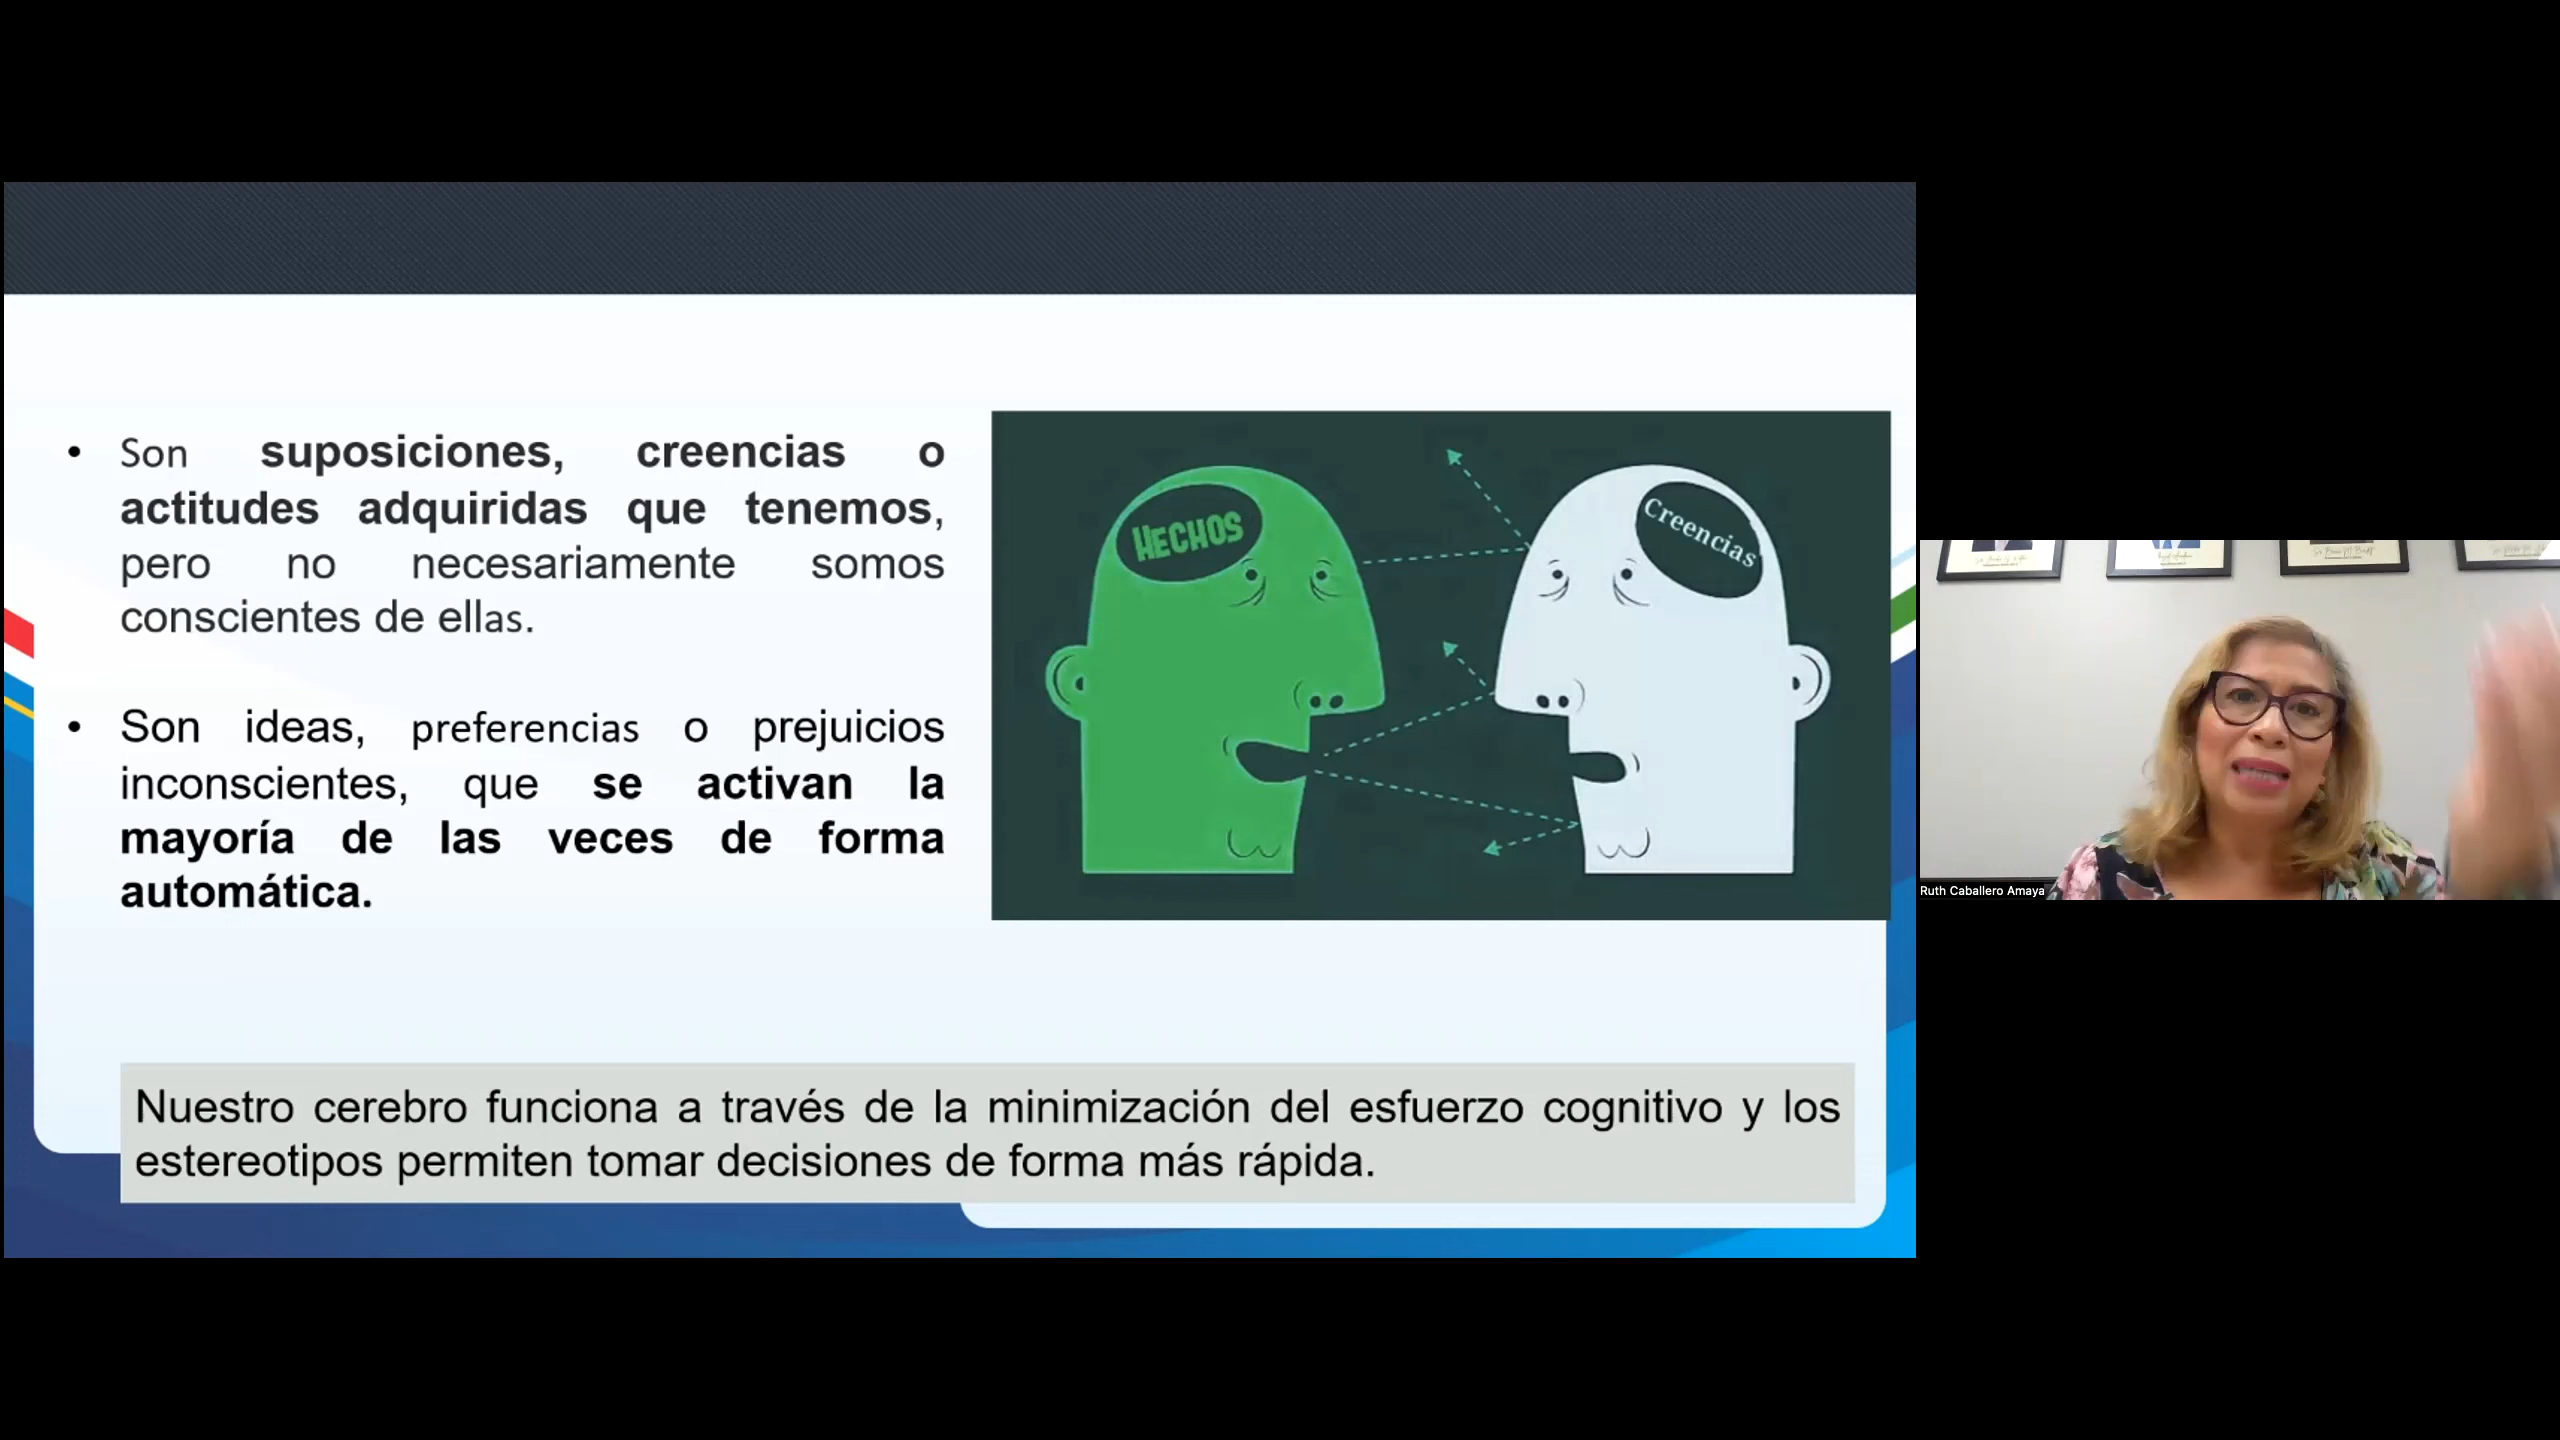 • Son suposiciones, creencias o
actitudes adquiridas que tenemos,
pero no necesariamente somos
conscientes de ellas.
• Son ideas, preferencias o prejuicios
inconscientes, que se activan la
mayoría de las veces de forma
automática.
HECHOS
Creencias
Nuestro cerebro funciona a través de la minimización del esfuerzo cognitivo y los
estereotipos permiten tomar decisiones de forma más rápida.
Ruth Caballero Amaya